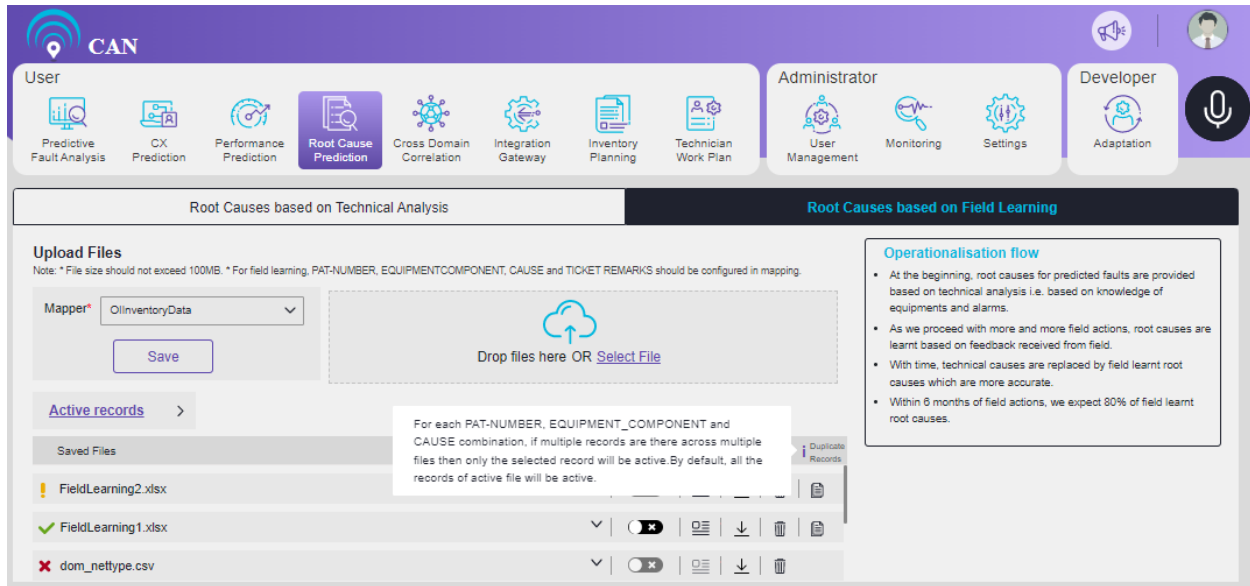 CAN
User
Administrator
Developer
Predictive
Fault Analysis
CX
Prediction
Performance
Prediction
Root Cause
Prediction
Cross Domain
Correlation
Integration
Gateway
Inventory
Planning
Technician
Work Plan
User
Management
Monitoring
Settings
Adaptation
Root Causes based on Technical Analysis
Root Causes based on Field Learning
Upload Files
Note: * File size should not exceed 100MB. * For field learning, PAT-NUMBER, EQUIPMENTCOMPONENT, CAUSE and TICKET REMARKS should be configured in mapping.
Mapper*
OIInventoryData
Save
Drop files here OR Select File
Active records
Saved Files
For each PAT-NUMBER, EQUIPMENT_COMPONENT and
CAUSE combination, if multiple records are there across multiple
files then only the selected record will be active.By default, all the
records of active file will be active.
Duplicate
Records
FieldLearning2.xlsx
FieldLearning1.xlsx
dom_nettype.csv
Operationalisation flow
• At the beginning, root causes for predicted faults are provided
based on technical analysis i.e. based on knowledge of
equipments and alarms.
• As we proceed with more and more field actions, root causes are
learnt based on feedback received from field.
• With time, technical causes are replaced by field learnt root
causes which are more accurate.
• Within 6 months of field actions, we expect 80% of field learnt
root causes.